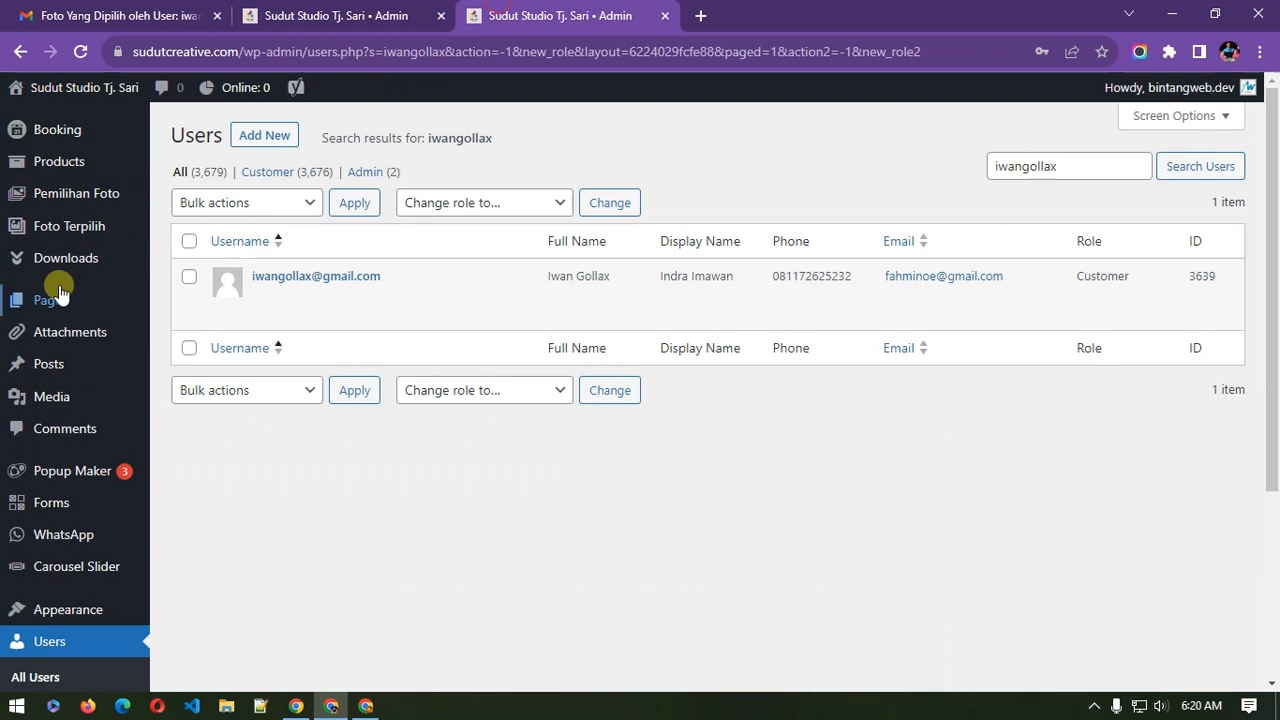 Foto Yang Dipilih oleh User: iwan
Sudut Studio Tj. Sari • Admin
Sudut Studio Tj. Sari • Admin
sudutcreative.com/wp-admin/users.php?s=iwangollax&action=-1&new_role&layout=6224029fcfe88&paged=1&action2=-1&new_role2
Sudut Studio Tj. Sari
0
Online: 0
Howdy, bintangweb.dev
Booking
Products
Pemilihan Foto
Foto Terpilih
Downloads
Attachments
Posts
Media
Comments
Popup Maker 3
Forms
WhatsApp
Carousel Slider
Appearance
Users
All Users
Screen Options
Users
Add New
Search results for: iwangollax
All (3,679) | Customer (3,676) | Admin (2)
iwangollax
Search Users
Bulk actions
Apply
Change role to...
Change
1 item
Username Full Name Display Name Phone Email Role ID
iwangollax@gmail.com Iwan Gollax Indra Imawan 081172625232 fahminoe@gmail.com Customer 3639
Username Full Name Display Name Phone Email Role ID
Bulk actions
Apply
Change role to...
Change
1 item
6:20 AM